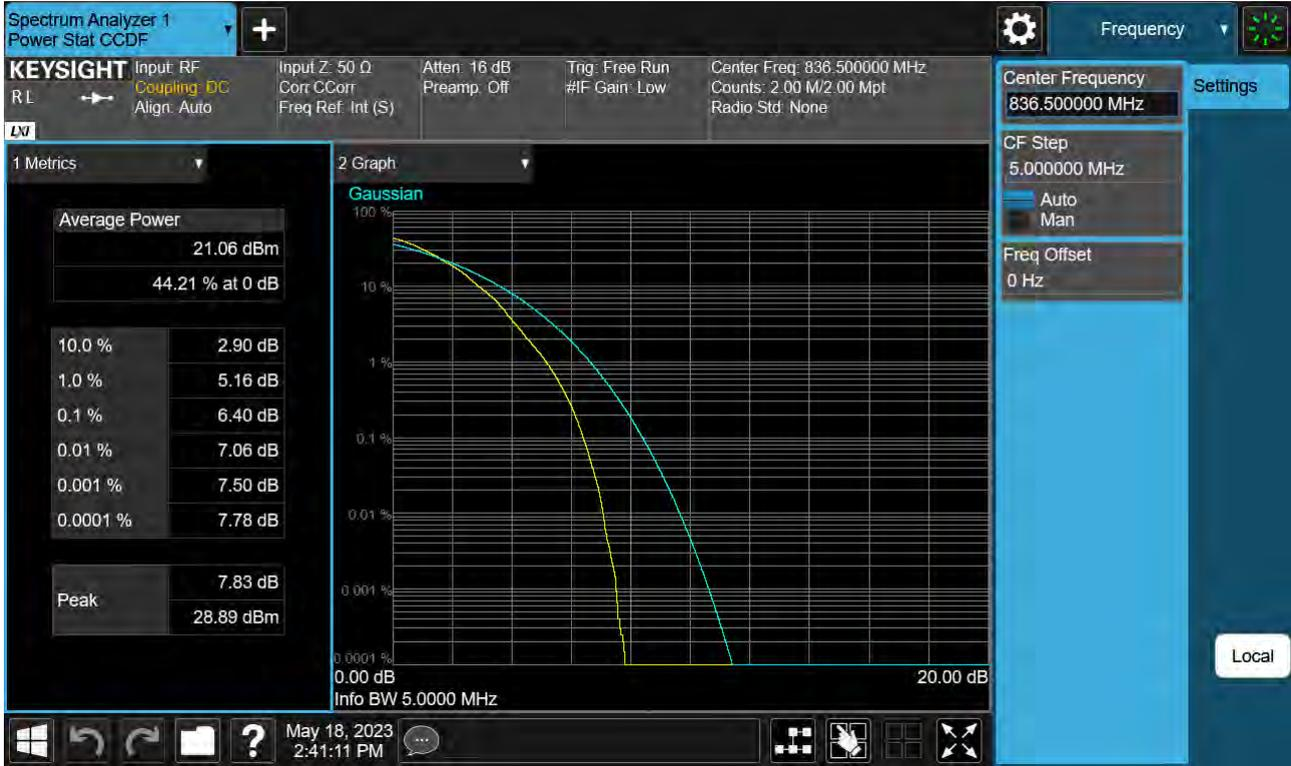 Spectrum Analyzer 1
Power Stat CCDF
Frequency
KEYSIGHT
R L
LXI
Input: RF
Coupling: DC
Align: Auto
Input Z: 50 Ω
Corr CCorr
Freq Ref: Int (S)
Atten: 16 dB
Preamp: Off
Trig: Free Run
#IF Gain: Low
Center Freq: 836.500000 MHz
Counts: 2.00 M/2.00 Mpt
Radio Std: None
Center Frequency
836.500000 MHz
Settings
CF Step
5.000000 MHz
Auto
Man
Freq Offset
0 Hz
Local
1 Metrics
Average Power
21.06 dBm
44.21 % at 0 dB
10.0 % 2.90 dB
1.0 % 5.16 dB
0.1 % 6.40 dB
0.01 % 7.06 dB
0.001 % 7.50 dB
0.0001 % 7.78 dB
Peak
7.83 dB
28.89 dBm
2 Graph
Gaussian
100 %
10 %
1 %
0.1 %
0.01 %
0.001 %
0.0001 %
0.00 dB 20.00 dB
Info BW 5.0000 MHz
?
May 18, 2023
2:41:11 PM